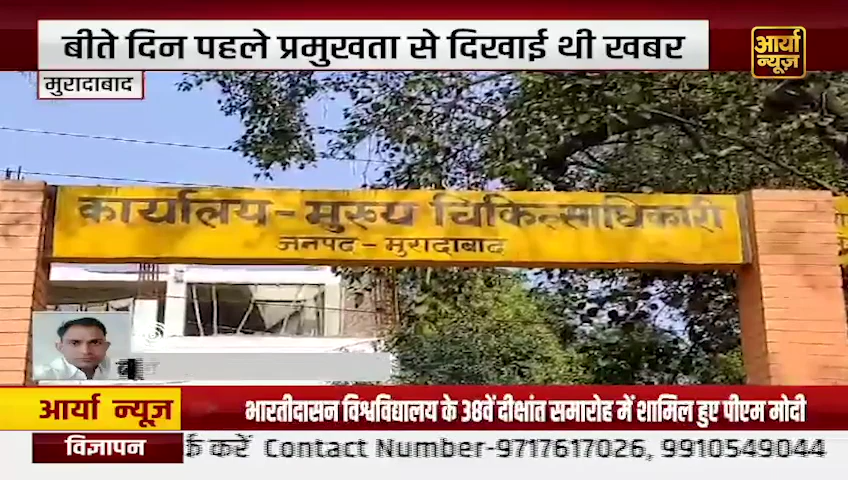 बीते दिन पहले प्रमुखता से दिखाई थी खबर
आर्या
न्यूज़
मुरादाबाद
कार्यालय - मुख्य चिकित्साधिकारी
जनपद - मुरादाबाद
आर्या न्यूज़
भारतीदासन विश्वविद्यालय के 38वें दीक्षांत समारोह में शामिल हुए पीएम मोदी
विज्ञापन
करें Contact Number-9717617026, 9910549044